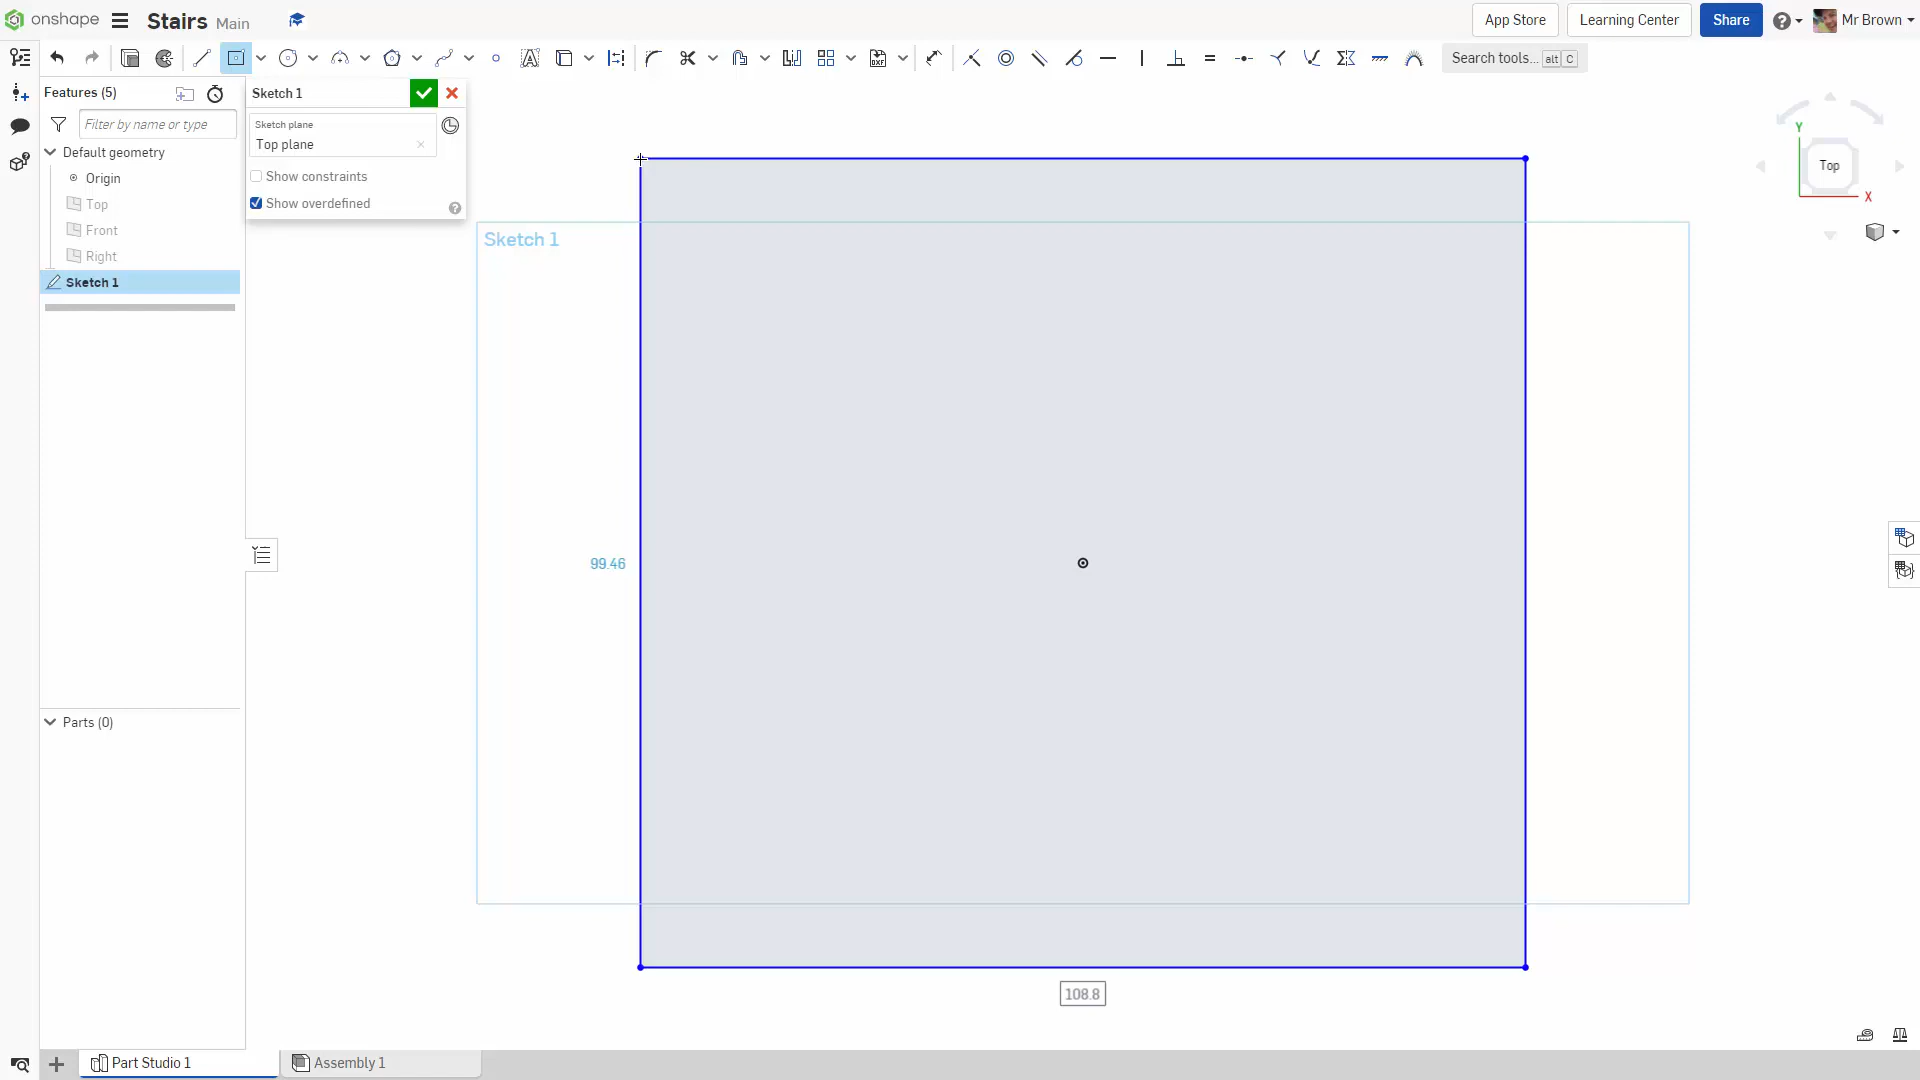 onshape Stairs Main App Store Learning Center Share Mr Brown
Search tools... alt C
Features (5)
Filter by name or type
Default geometry
Origin
Top
Front
Right
Sketch 1
Parts (0)
Sketch 1
Sketch plane
Top plane
Show constraints
Show overdefined
Sketch 1
99.46
108.8
Y
Top
X
Part Studio 1 Assembly 1